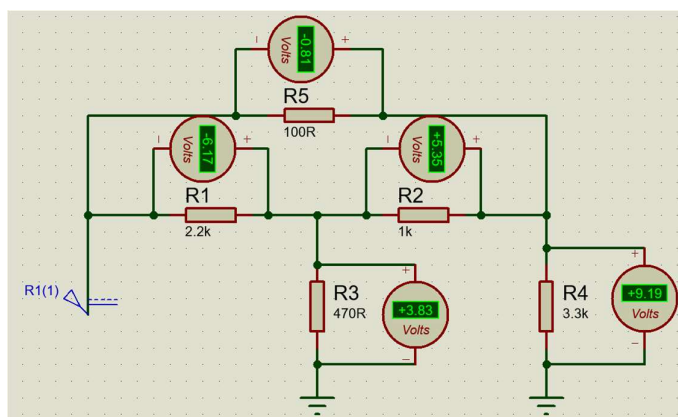 -0.81
Volts
R5
100R
-6.17
Volts
+5.35
Volts
R1
2.2k
R2
1k
R1(1)
R3
470R
+3.83
Volts
R4
3.3k
+9.19
Volts